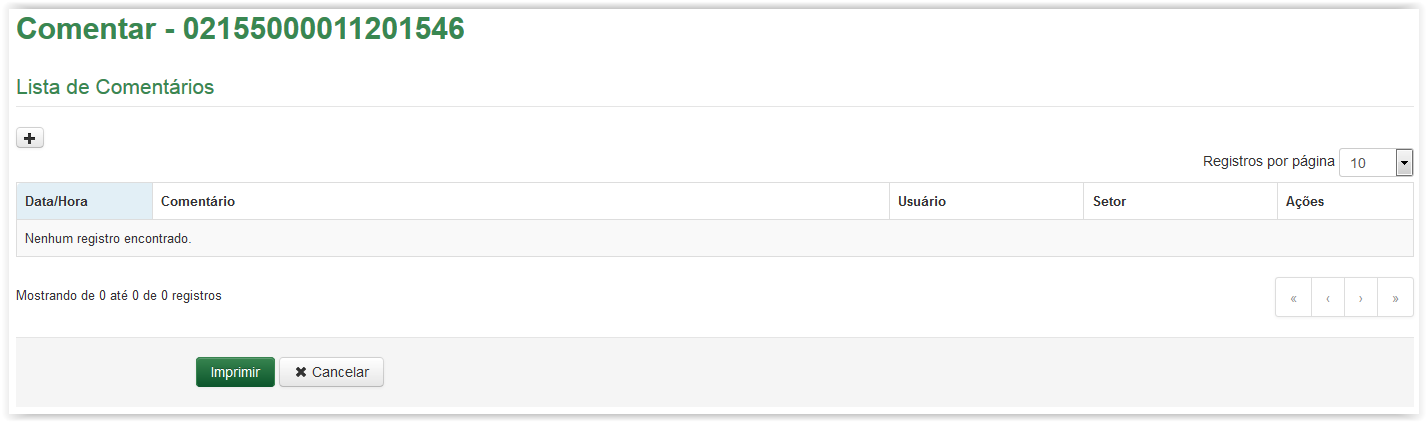 Comentar - 02155000011201546
Lista de Comentários
+
Registros por página 10
Data/Hora Comentário Usuário Setor Ações
Nenhum registro encontrado.
Mostrando de 0 até 0 de 0 registros
« ‹ › »
Imprimir ✖ Cancelar